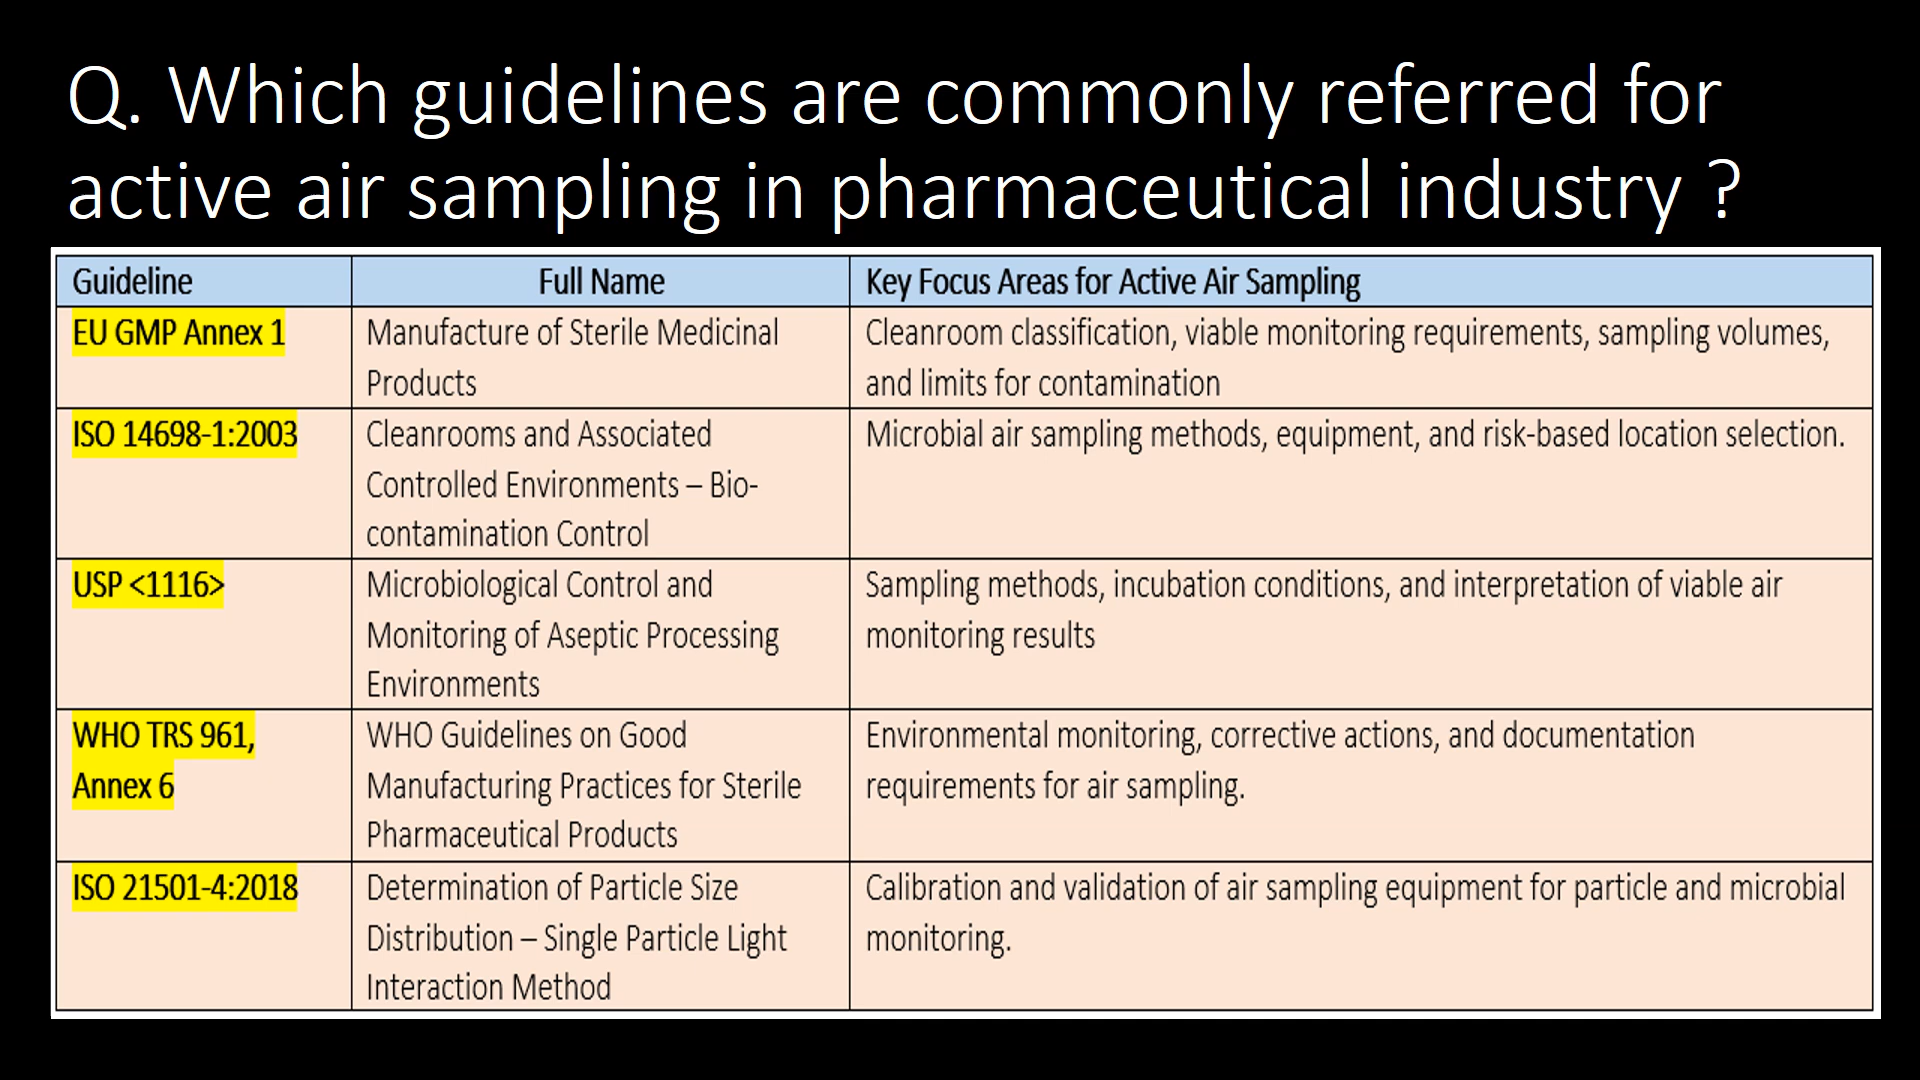 Q. Which guidelines are commonly referred for
active air sampling in pharmaceutical industry ?
Guideline
Full Name
Key Focus Areas for Active Air Sampling
EU GMP Annex 1
Manufacture of Sterile Medicinal
Products
Cleanroom classification, viable monitoring requirements, sampling volumes,
and limits for contamination
ISO 14698-1:2003
Cleanrooms and Associated
Controlled Environments – Bio-
contamination Control
Microbial air sampling methods, equipment, and risk-based location selection.
USP <1116>
Microbiological Control and
Monitoring of Aseptic Processing
Environments
Sampling methods, incubation conditions, and interpretation of viable air
monitoring results
WHO TRS 961,
Annex 6
WHO Guidelines on Good
Manufacturing Practices for Sterile
Pharmaceutical Products
Environmental monitoring, corrective actions, and documentation
requirements for air sampling.
ISO 21501-4:2018
Determination of Particle Size
Distribution – Single Particle Light
Interaction Method
Calibration and validation of air sampling equipment for particle and microbial
monitoring.